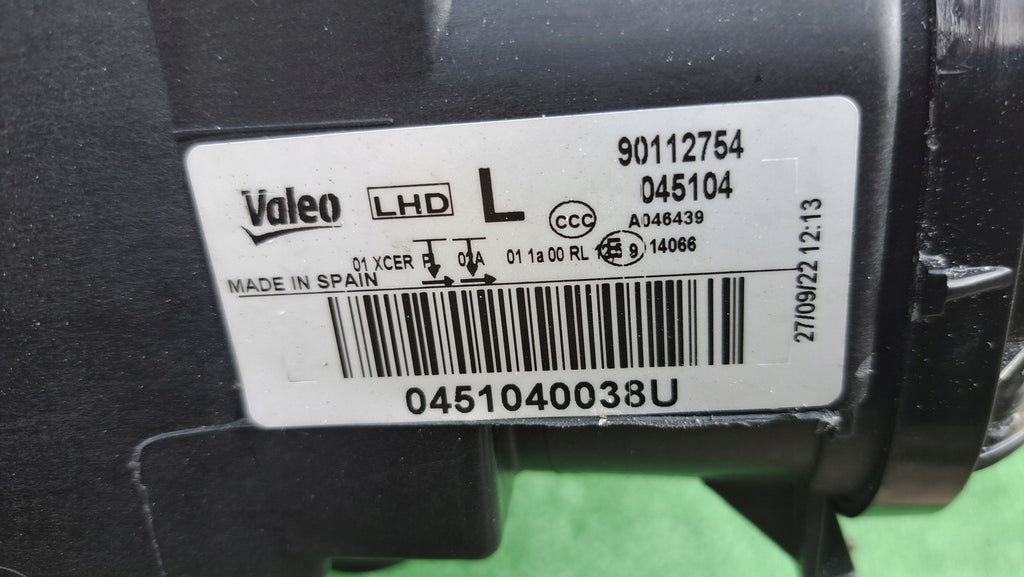 Valeo LHD L 90112754
045104
CCC A046439
01 XCER 02A 01 1a 00 RL E 9 14066
MADE IN SPAIN
0451040038U
27/09/22 12:13